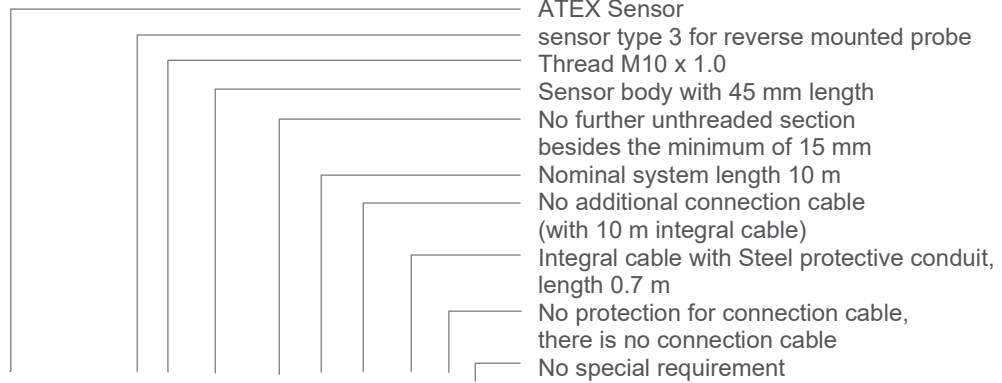 ATEX Sensor
sensor type 3 for reverse mounted probe
Thread M10 x 1.0
Sensor body with 45 mm length
No further unthreaded section
besides the minimum of 15 mm
Nominal system length 10 m
No additional connection cable
(with 10 m integral cable)
Integral cable with Steel protective conduit,
length 0.7 m
No protection for connection cable,
there is no connection cable
No special requirement